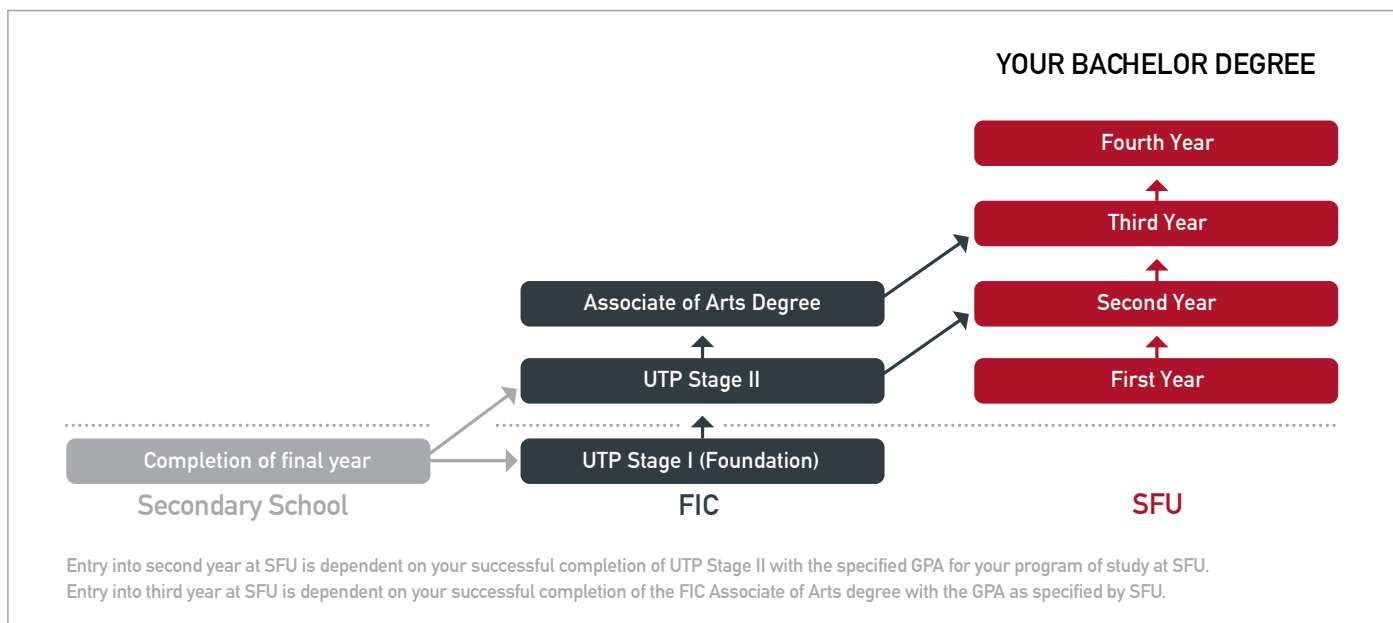 YOUR BACHELOR DEGREE
Fourth Year
Third Year
Associate of Arts Degree
Second Year
UTP Stage II
First Year
Completion of final year
UTP Stage I (Foundation)
Secondary School
FIC
SFU
Entry into second year at SFU is dependent on your successful completion of UTP Stage II with the specified GPA for your program of study at SFU.
Entry into third year at SFU is dependent on your successful completion of the FIC Associate of Arts degree with the GPA as specified by SFU.